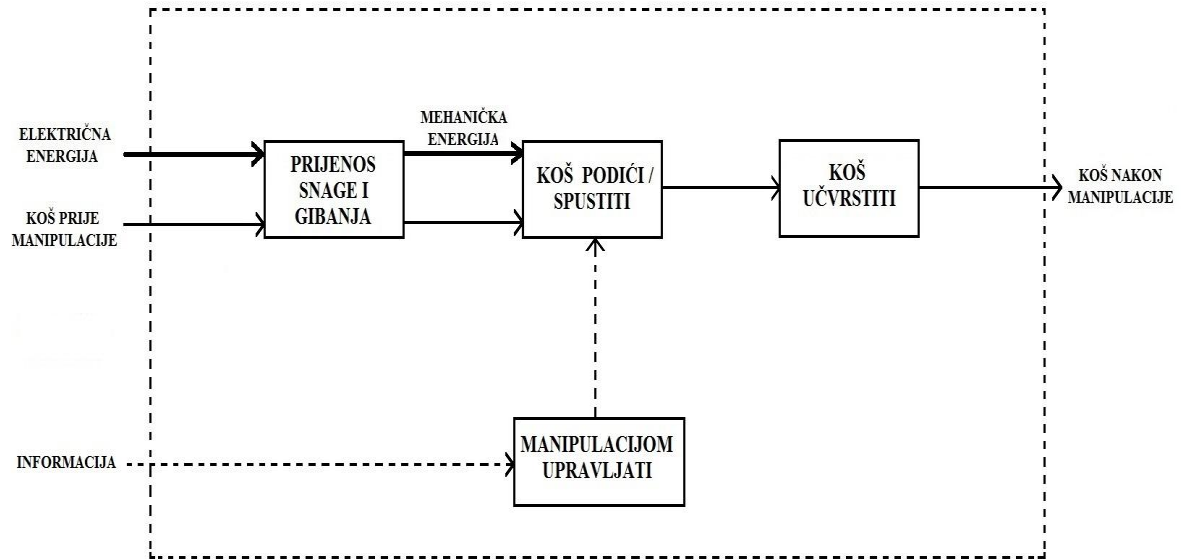 ELEKTRIČNA
ENERGIJA
KOŠ PRIJE
MANIPULACIJE
PRIJENOS
SNAGE I
GIBANJA
MEHANIČKA
ENERGIJA
KOŠ PODIĆI /
SPUSTITI
KOŠ
UČVRSTITI
KOŠ NAKON
MANIPULACIJE
INFORMACIJA
MANIPULACIJOM
UPRAVLJATI